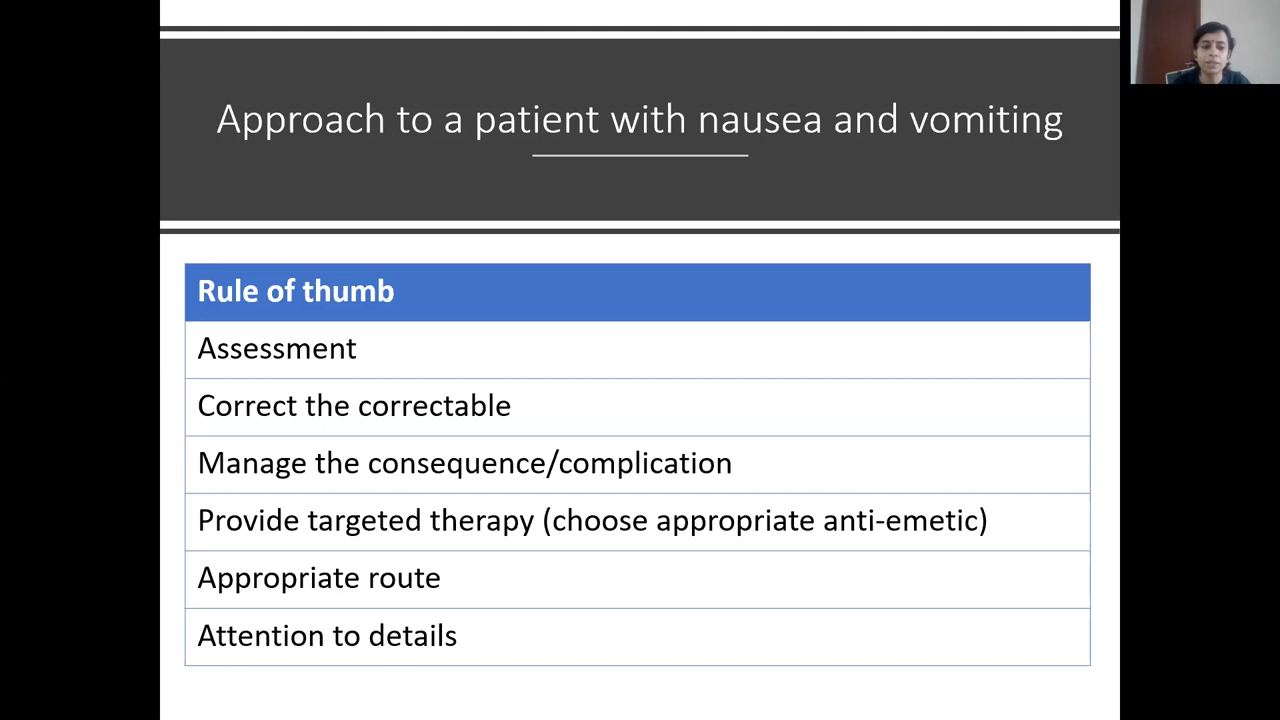 Approach to a patient with nausea and vomiting
Rule of thumb
Assessment
Correct the correctable
Manage the consequence/complication
Provide targeted therapy (choose appropriate anti-emetic)
Appropriate route
Attention to details